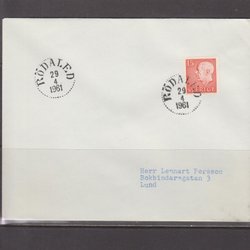 RÖDALED
29
4
1961
RÖDALED
29
4
1961
15
SVERIGE
Herr Lennart Persson
Bokbindaregatan 3
Lund